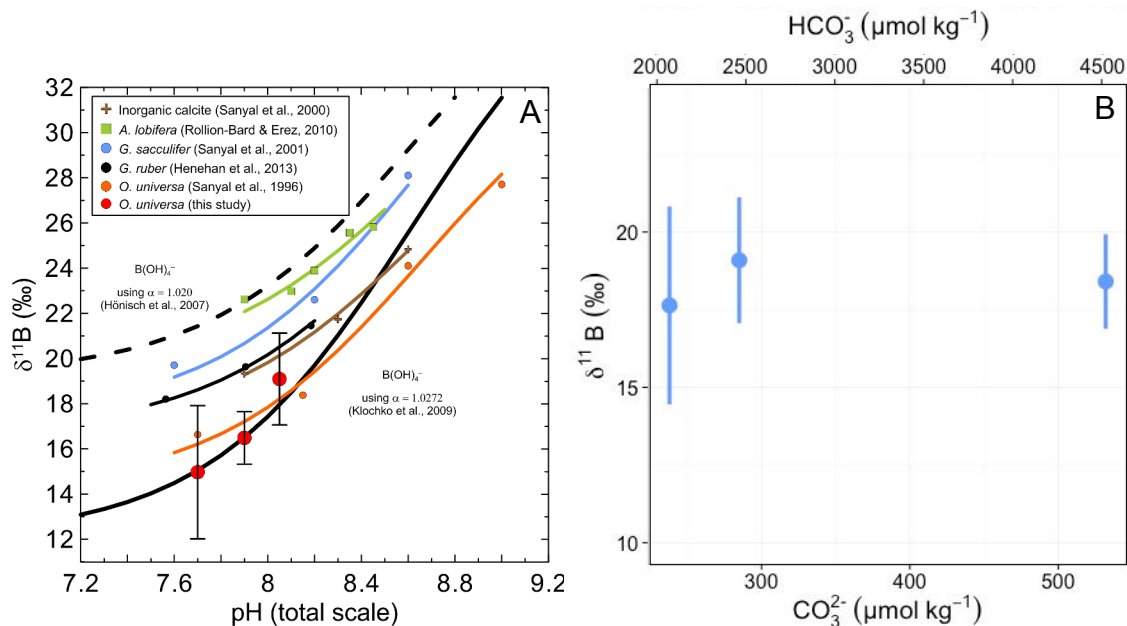 A
32
30
28
26
24
22
20
18
16
14
12
δ¹¹B (‰)
Inorganic calcite (Sanyal et al., 2000)
A. lobifera (Rollion-Bard & Erez, 2010)
G. sacculifer (Sanyal et al., 2001)
G. ruber (Henehan et al., 2013)
O. universa (Sanyal et al., 1996)
O. universa (this study)
B(OH)₄⁻
using α = 1.020
(Hönisch et al., 2007)
B(OH)₄⁻
using α = 1.0272
(Klochko et al., 2009)
7.2 7.6 8 8.4 8.8 9.2
pH (total scale)
HCO₃⁻ (μmol kg⁻¹)
2000 2500 3000 3500 4000 4500
B
20
15
10
δ¹¹ B (‰)
300 400 500
CO₃²⁻ (μmol kg⁻¹)